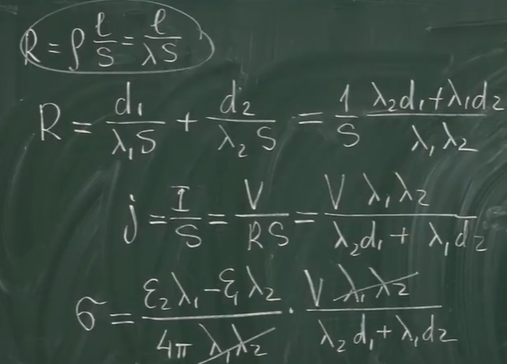 R = ρ ℓ/S = ℓ/λS
R = d₁/λ₁S + d₂/λ₂S = 1/S (λ₂d₁+λ₁d₂)/λ₁λ₂
j = I/S = V/RS = Vλ₁λ₂/(λ₂d₁ + λ₁d₂)
σ = (ε₂λ₁-ε₁λ₂)/(4π λ₁λ₂) · Vλ₁λ₂/(λ₂d₁+λ₁d₂)